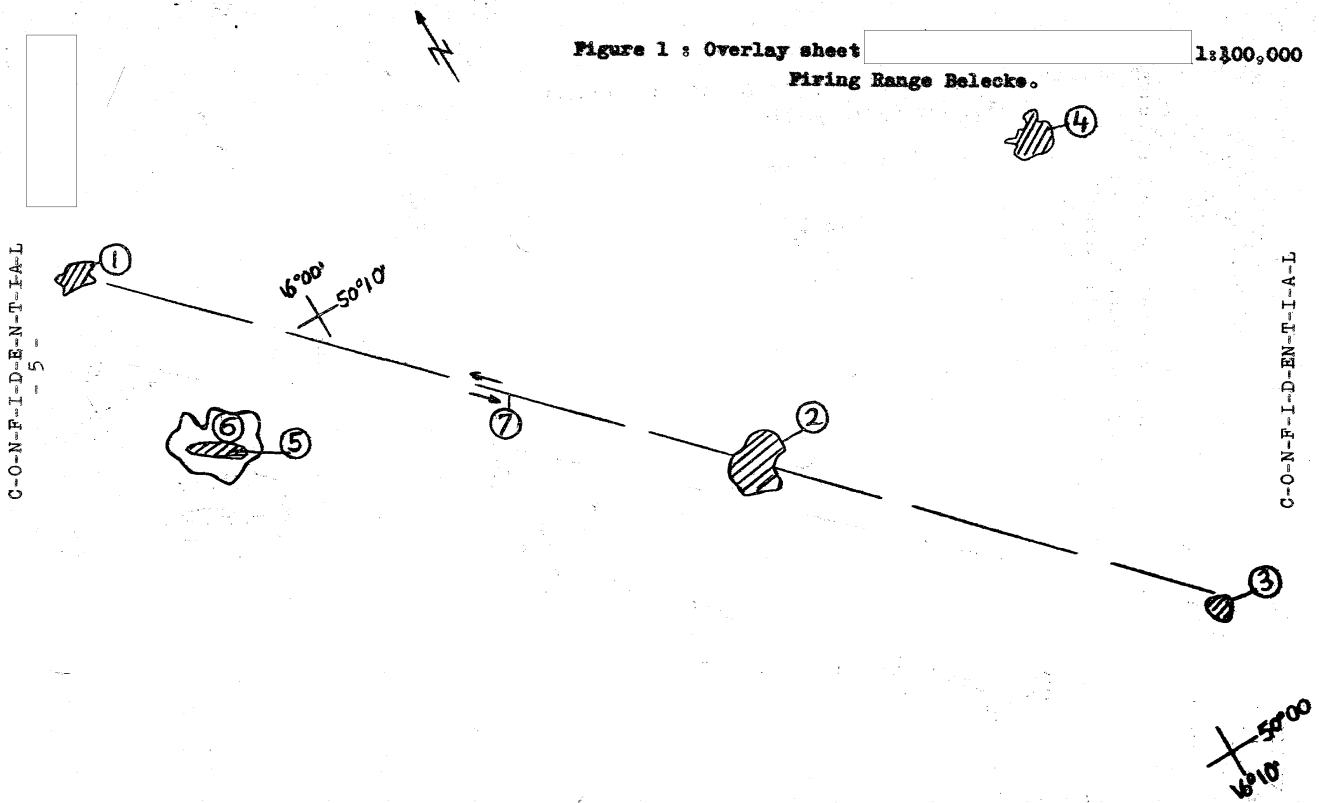 Figure 1 : Overlay sheet 1:100,000
Firing Range Belecke.
C-O-N-F-I-D-E-N-T-I-A-L
- 5 -
4
1
16°00'
50°10'
7
2
6
5
3
C-O-N-F-I-D-EN-T-I-A-L
50°00
16°10'